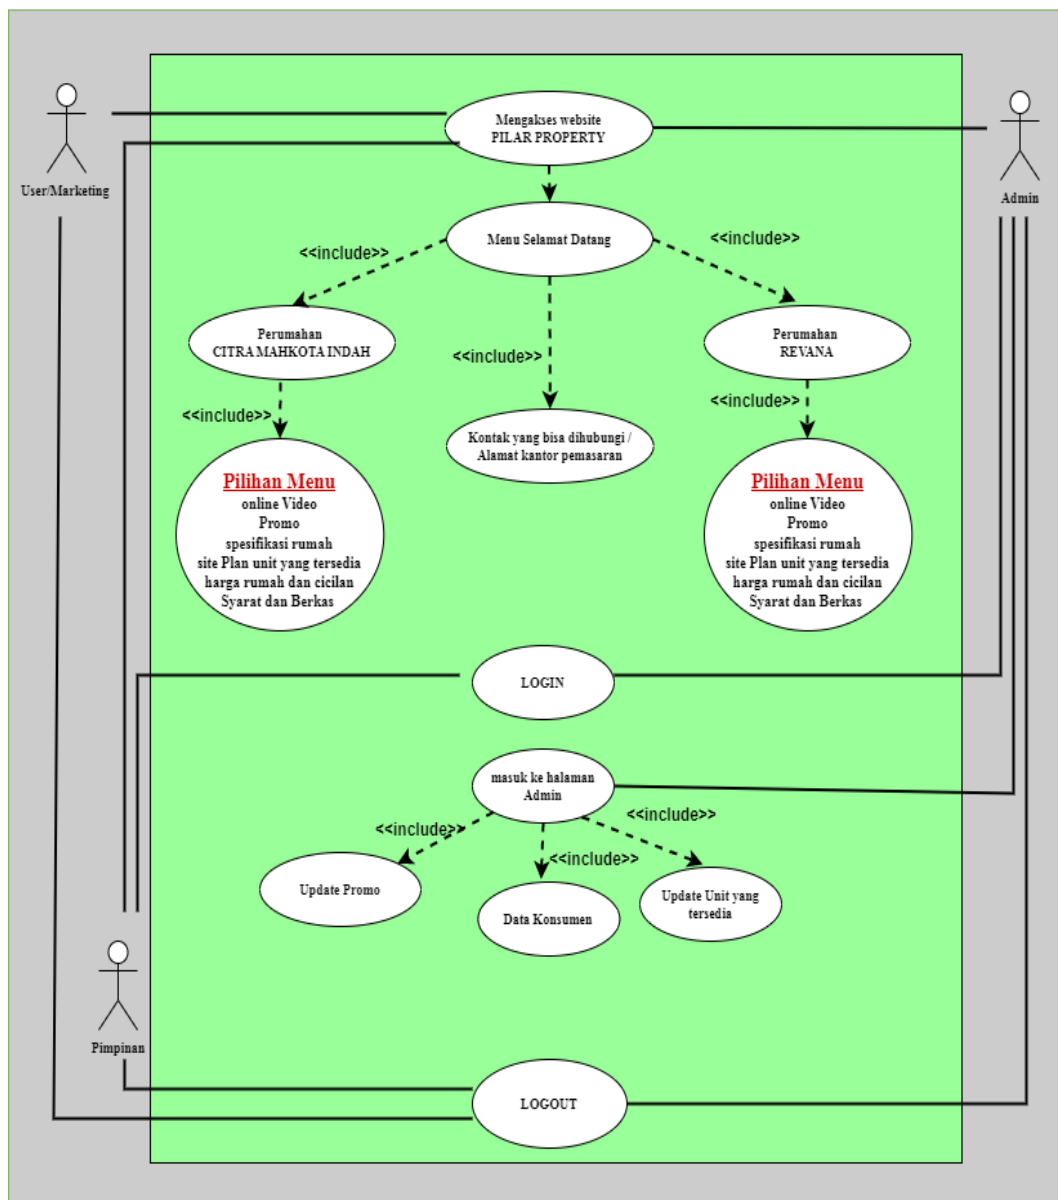 Mengakses website
PILAR PROPERTY
User/Marketing
Admin
Menu Selamat Datang
<<include>>
<<include>>
Perumahan
CITRA MAHKOTA INDAH
<<include>>
Perumahan
REVANA
<<include>>
<<include>>
Kontak yang bisa dihubungi /
Alamat kantor pemasaran
Pilihan Menu
online Video
Promo
spesifikasi rumah
site Plan unit yang tersedia
harga rumah dan cicilan
Syarat dan Berkas
Pilihan Menu
online Video
Promo
spesifikasi rumah
site Plan unit yang tersedia
harga rumah dan cicilan
Syarat dan Berkas
LOGIN
masuk ke halaman
Admin
<<include>>
<<include>>
<<include>>
Update Promo
Data Konsumen
Update Unit yang
tersedia
Pimpinan
LOGOUT